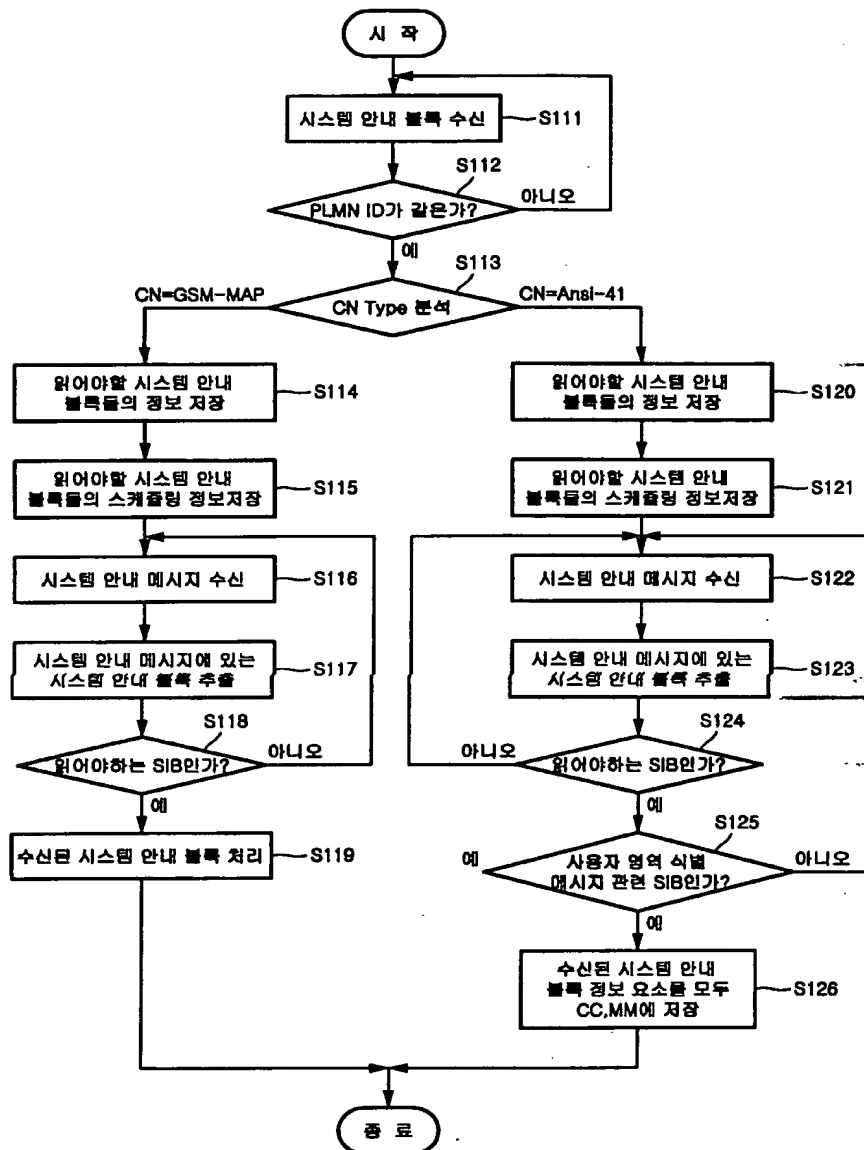 시 작
시스템 안내 블록 수신
S111
S112
PLMN ID가 같은가?
아니오
예
S113
CN=GSM-MAP
CN Type 분석
CN=Ansi-41
읽어야할 시스템 안내
블록들의 정보 저장
S114
읽어야할 시스템 안내
블록들의 스케쥴링 정보저장
S115
시스템 안내 메시지 수신
S116
시스템 안내 메시지에 있는
시스템 안내 블록 추출
S117
S118
읽어야하는 SIB인가?
아니오
예
수신된 시스템 안내 블록 처리
S119
읽어야할 시스템 안내
블록들의 정보 저장
S120
읽어야할 시스템 안내
블록들의 스케쥴링 정보저장
S121
시스템 안내 메시지 수신
S122
시스템 안내 메시지에 있는
시스템 안내 블록 추출
S123
S124
아니오
읽어야하는 SIB인가?
예
S125
예
사용자 영역 식별
메시지 관련 SIB인가?
아니오
예
수신된 시스템 안내
블록 정보 요소를 모두
CC,MM에 저장
S126
종 료